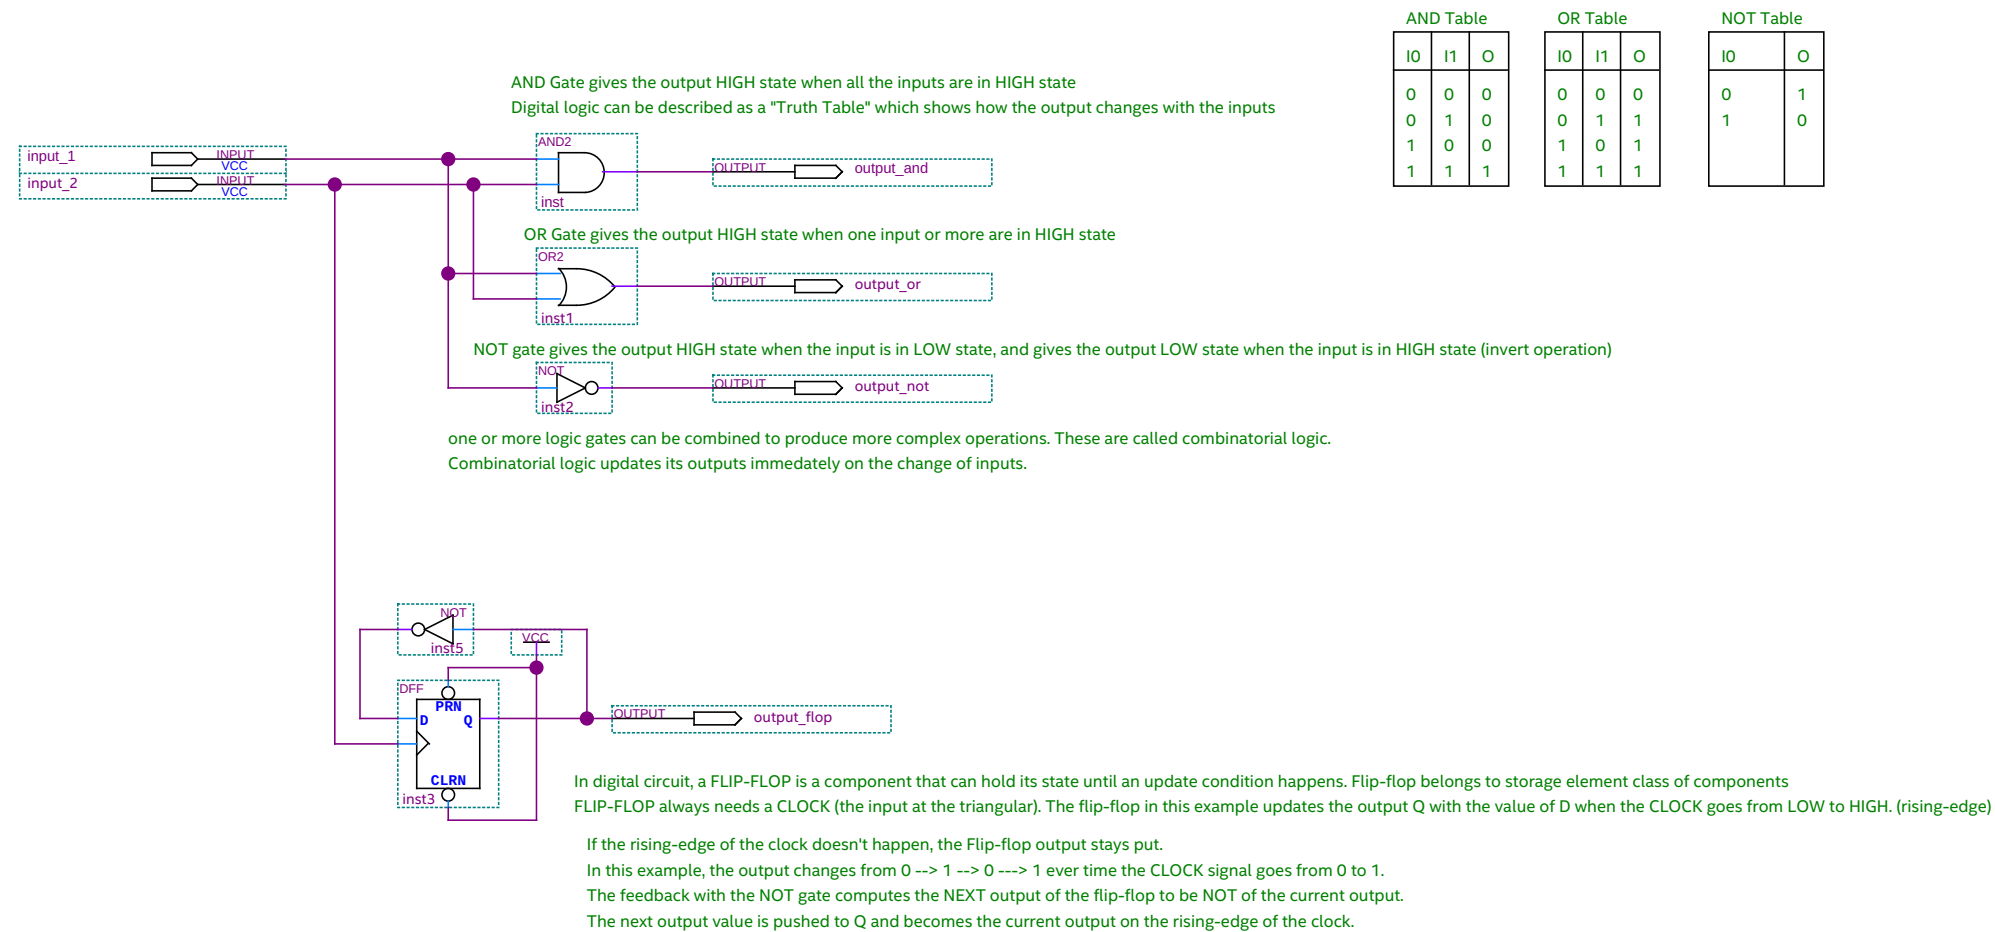 AND Table
OR Table
NOT Table
I0 I1 O
I0 I1 O
I0 O
0 0 0
0 0 0
0 1
0 1 0
0 1 1
1 0
1 0 0
1 0 1
1 1 1
1 1 1
AND Gate gives the output HIGH state when all the inputs are in HIGH state
Digital logic can be described as a "Truth Table" which shows how the output changes with the inputs
input_1
INPUT
VCC
input_2
INPUT
VCC
AND2
inst
OUTPUT
output_and
OR Gate gives the output HIGH state when one input or more are in HIGH state
OR2
inst1
OUTPUT
output_or
NOT gate gives the output HIGH state when the input is in LOW state, and gives the output LOW state when the input is in HIGH state (invert operation)
NOT
inst2
OUTPUT
output_not
one or more logic gates can be combined to produce more complex operations. These are called combinatorial logic.
Combinatorial logic updates its outputs immedately on the change of inputs.
NOT
inst5
VCC
DFF
PRN
D Q
CLRN
inst3
OUTPUT
output_flop
In digital circuit, a FLIP-FLOP is a component that can hold its state until an update condition happens. Flip-flop belongs to storage element class of components
FLIP-FLOP always needs a CLOCK (the input at the triangular). The flip-flop in this example updates the output Q with the value of D when the CLOCK goes from LOW to HIGH. (rising-edge)
If the rising-edge of the clock doesn't happen, the Flip-flop output stays put.
In this example, the output changes from 0 --> 1 --> 0 ---> 1 ever time the CLOCK signal goes from 0 to 1.
The feedback with the NOT gate computes the NEXT output of the flip-flop to be NOT of the current output.
The next output value is pushed to Q and becomes the current output on the rising-edge of the clock.